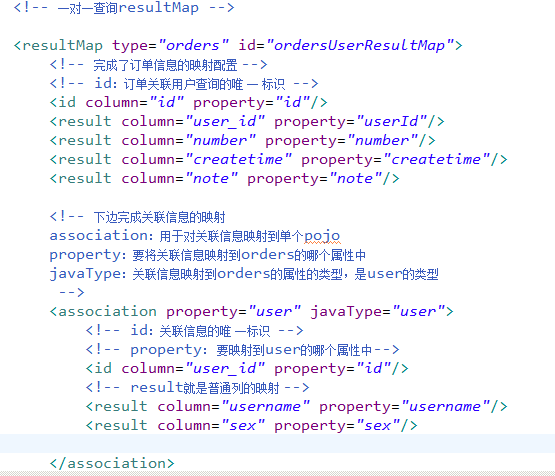 <!-- 一对一查询resultMap -->
<resultMap type="orders" id="ordersUserResultMap">
<!-- 完成了订单信息的映射配置 -->
<!-- id：订单关联用户查询的唯 一 标识 -->
<id column="id" property="id"/>
<result column="user_id" property="userId"/>
<result column="number" property="number"/>
<result column="createtime" property="createtime"/>
<result column="note" property="note"/>
<!-- 下边完成关联信息的映射
association：用于对关联信息映射到单个pojo
property：要将关联信息映射到orders的哪个属性中
javaType：关联信息映射到orders的属性的类型，是user的类型
-->
<association property="user" javaType="user">
<!-- id：关联信息的唯 一标识 -->
<!-- property：要映射到user的哪个属性中-->
<id column="user_id" property="id"/>
<!-- result就是普通列的映射 -->
<result column="username" property="username"/>
<result column="sex" property="sex"/>
</association>